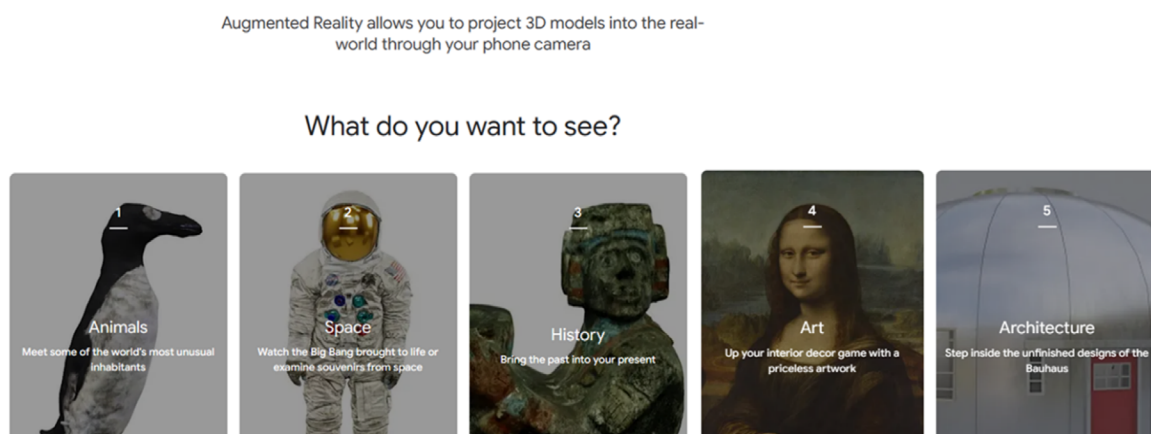 Augmented Reality allows you to project 3D models into the real-
world through your phone camera
What do you want to see?
1
Animals
Meet some of the world's most unusual
inhabitants
2
Space
Watch the Big Bang brought to life or
examine souvenirs from space
3
History
Bring the past into your present
4
Art
Up your interior decor game with a
priceless artwork
5
Architecture
Step inside the unfinished designs of the
Bauhaus